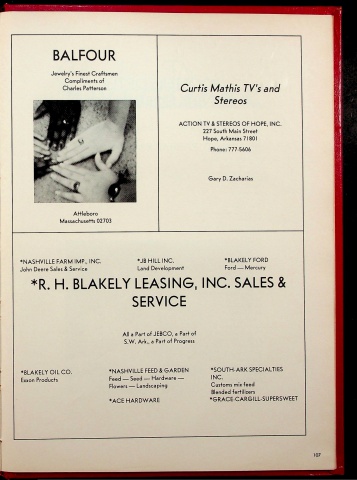 BALFOUR
Jewelry's Finest Craftsmen
Compliments of
Charles Patterson
Attleboro
Massachusetts 02703
Curtis Mathis TV's and
Stereos
ACTION TV & STEREOS OF HOPE, INC.
227 South Main Street
Hope, Arkansas 71801
Phone: 777-5606
Gary D. Zacharias
*NASHVILLE FARM IMP., INC.
John Deere Sales & Service
*JB HILL INC.
Land Development
*BLAKELY FORD
Ford — Mercury
*R. H. BLAKELY LEASING, INC. SALES &
SERVICE
All a Part of JEBCO, a Part of
S.W. Ark., a Part of Progress
*BLAKELY OIL CO.
Exxon Products
*NASHVILLE FEED & GARDEN
Feed — Seed — Hardware —
Flowers — Landscaping
*ACE HARDWARE
*SOUTH-ARK SPECIALTIES
INC.
Customs mix feed
Blended fertilizers
*GRACE-CARGILL-SUPERSWEET
107